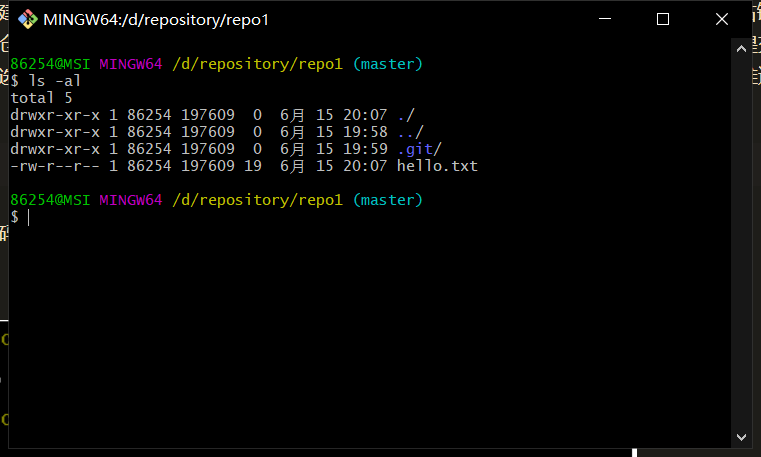 MINGW64:/d/repository/repo1
86254@MSI MINGW64 /d/repository/repo1 (master)
$ ls -al
total 5
drwxr-xr-x 1 86254 197609  0  6月 15 20:07 ./
drwxr-xr-x 1 86254 197609  0  6月 15 19:58 ../
drwxr-xr-x 1 86254 197609  0  6月 15 19:59 .git/
-rw-r--r-- 1 86254 197609 19  6月 15 20:07 hello.txt
86254@MSI MINGW64 /d/repository/repo1 (master)
$